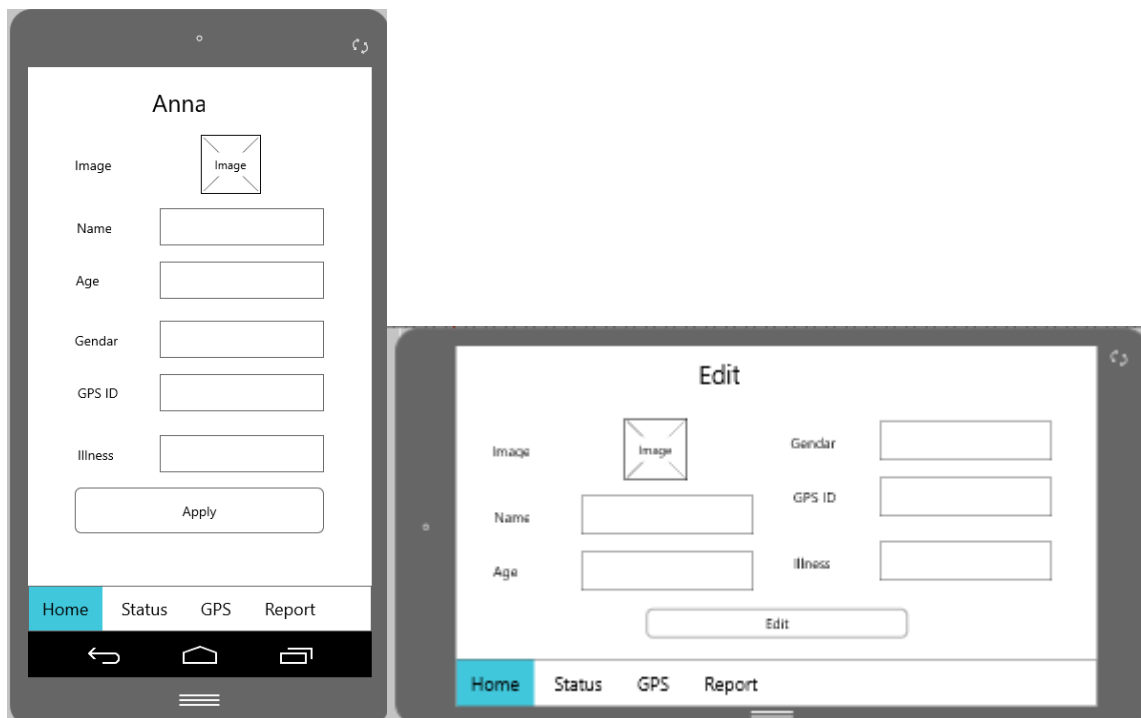 Anna
Image
Image
Name
Age
Gendar
GPS ID
Illness
Apply
Home Status GPS Report
Edit
Image
Image
Name
Age
Gendar
GPS ID
Illness
Edit
Home Status GPS Report